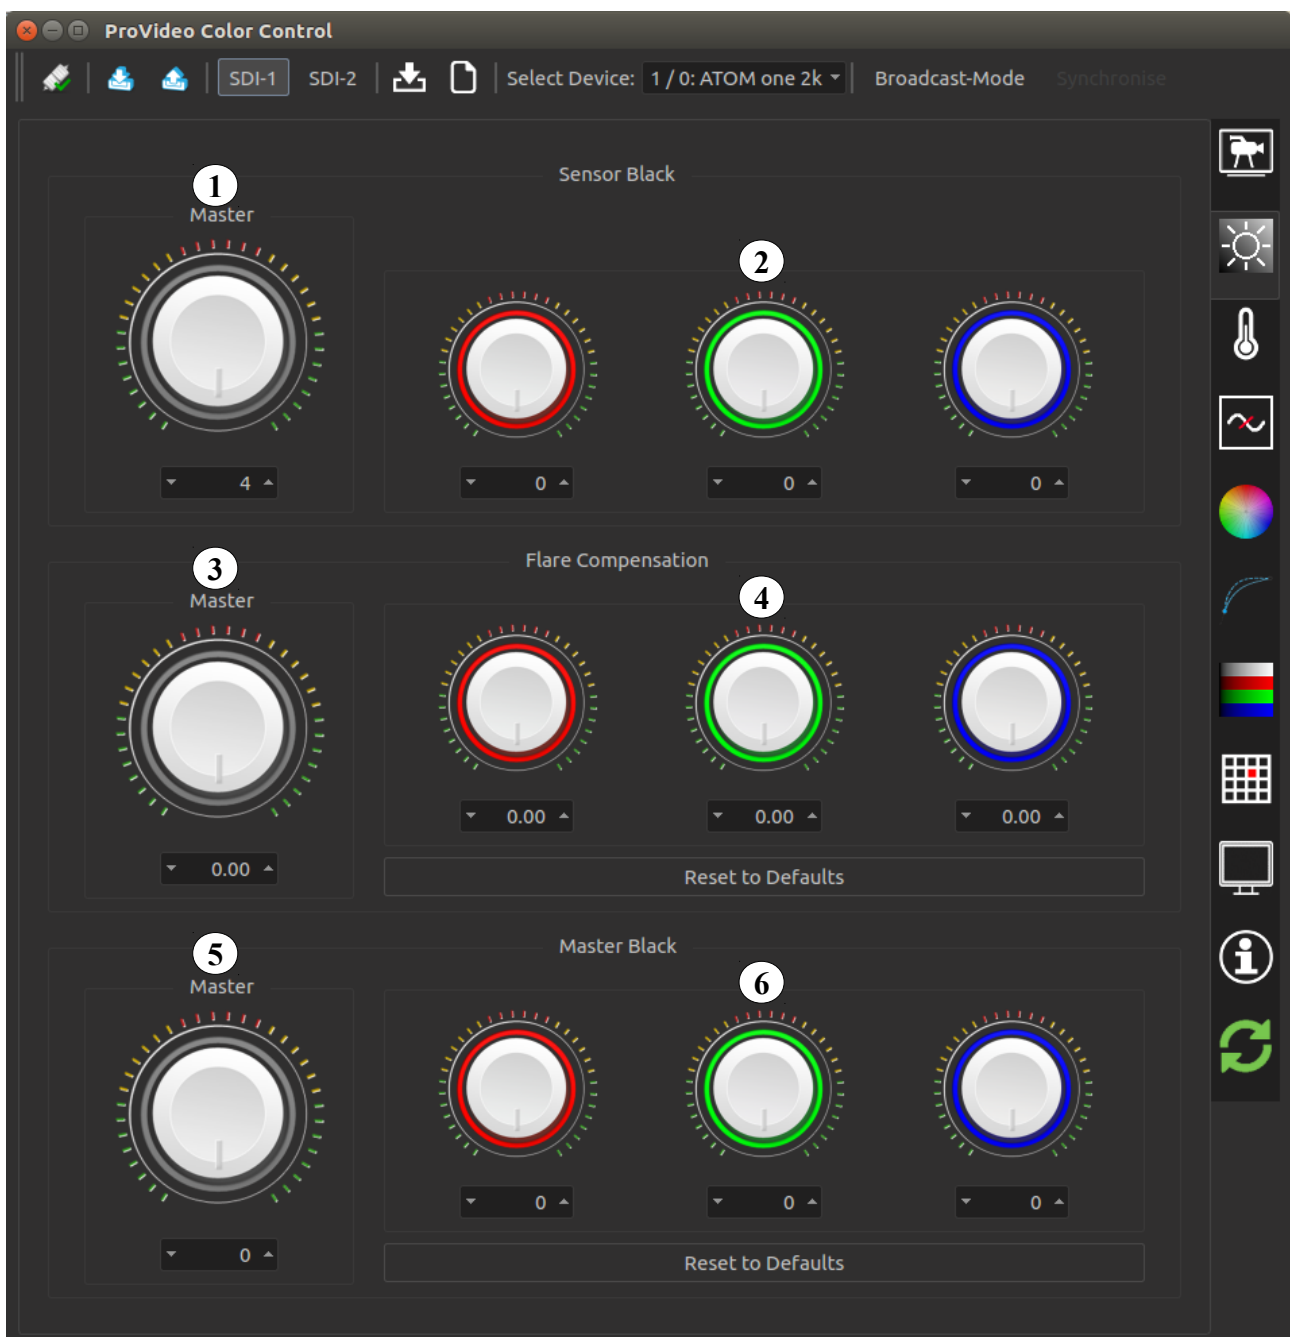 ProVideo Color Control
SDI-1 SDI-2 Select Device: 1 / 0: ATOM one 2k Broadcast-Mode Synchronise
Sensor Black
1
Master
2
4 0 0 0
Flare Compensation
3
Master
4
0.00 0.00 0.00
0.00
Reset to Defaults
Master Black
5
Master
6
0 0 0
0
Reset to Defaults